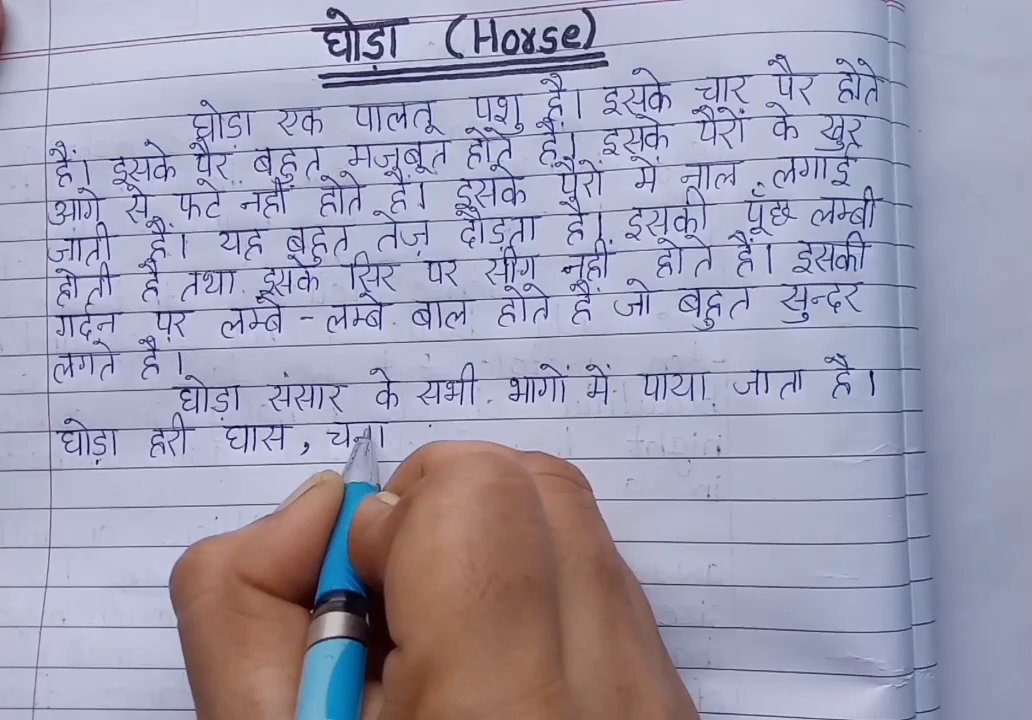 घोड़ा (Horse)
घोड़ा एक पालतू पशु है। इसके चार पैर होते
हैं। इसके पैर बहुत मजबूत होते हैं। इसके पैरों के खुर
आगे से फटे नहीं होते हैं। इसके पैरों में नाल लगाई
जाती हैं। यह बहुत तेज़ दौड़ता है। इसकी पूँछ लम्बी
होती है तथा इसके सिर पर सींग नहीं होते हैं। इसकी
गर्दन पर लम्बे - लम्बे बाल होते हैं जो बहुत सुन्दर
लगते है।
घोड़ा संसार के सभी भागों में पाया जाता है।
घोड़ा हरी घास, चना